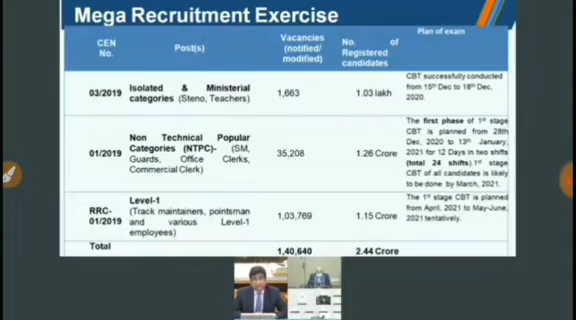 Mega Recruitment Exercise
CEN
No.
Post(s)
Vacancies
(notified/
modified)
No. of
Registered
candidates
Plan of exam
03/2019
Isolated & Ministerial
categories (Steno, Teachers)
1,663
1.03 lakh
CBT successfully conducted
from 15th Dec to 18th Dec,
2020.
01/2019
Non Technical Popular
Categories (NTPC)- (SM,
Guards, Office Clerks,
Commercial Clerk)
35,208
1.26 Crore
The first phase of 1st stage
CBT is planned from 28th
Dec, 2020 to 13th January,
2021 for 12 Days in two shifts
(total 24 shifts).1st stage
CBT of all candidates is likely
to be done by March, 2021.
RRC-
01/2019
Level-1
(Track maintainers, pointsman
and various Level-1
employees)
1,03,769
1.15 Crore
The 1st stage CBT is planned
from April, 2021 to May-June,
2021 tentatively.
Total
1,40,640
2.44 Crore